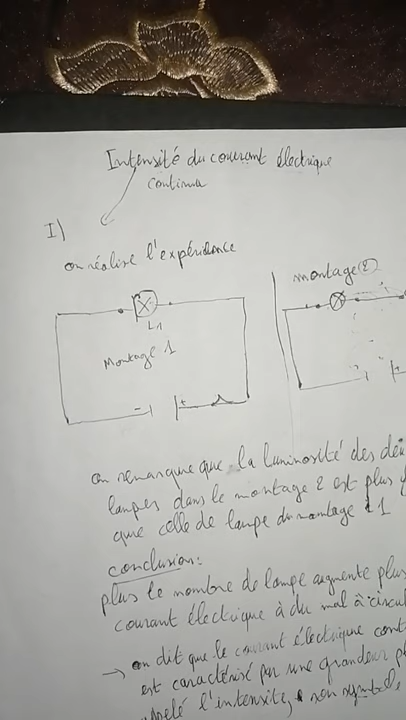 Intensité du courant électrique
continu
I)
on réalise l'expérience
montage (2)
L1
Montage 1
- +
on remarque que la luminosité des
lampes dans le montage 2 est plus
que celle de lampe du montage 1
conclusion:
plus le nombre de lampe augmente plus
courant électrique à du mal à
→ on dit que le courant électrique
est caractérisé par une grandeur
appelé l'intensité, son symbole